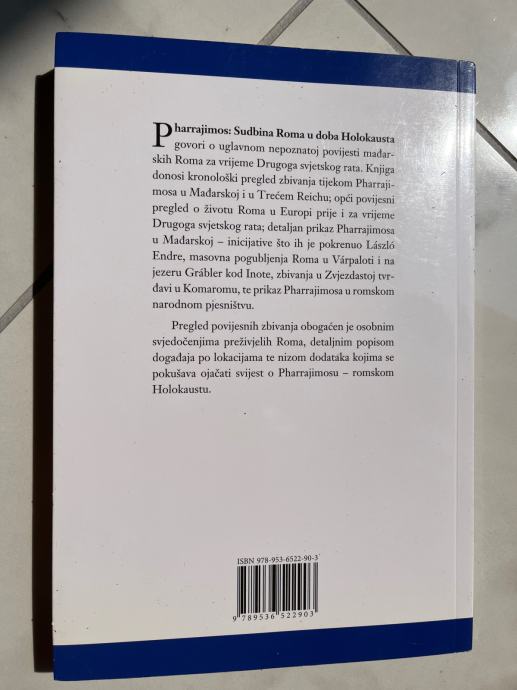 Pharrajimos: Sudbina Roma u doba Holokausta
govori o uglavnom nepoznatoj povijesti mađar-
skih Roma za vrijeme Drugoga svjetskog rata. Knjiga
donosi kronološki pregled zbivanja tijekom Pharraji-
mosa u Mađarskoj i u Trećem Reichu; opći povijesni
pregled o životu Roma u Europi prije i za vrijeme
Drugoga svjetskog rata; detaljan prikaz Pharrajimosa
u Mađarskoj – inicijative što ih je pokrenuo László
Endre, masovna pogubljenja Roma u Várpaloti i na
jezeru Grábler kod Inote, zbivanja u Zvjezdastoj tvr-
đavi u Komaromu, te prikaz Pharrajimosa u romskom
narodnom pjesništvu.
Pregled povijesnih zbivanja obogaćen je osobnim
svjedočenjima preživjelih Roma, detaljnim popisom
događaja po lokacijama te nizom dodataka kojima se
pokušava ojačati svijest o Pharrajimosu – romskom
Holokaustu.
ISBN 978-953-6522-90-3
9 789536 522903